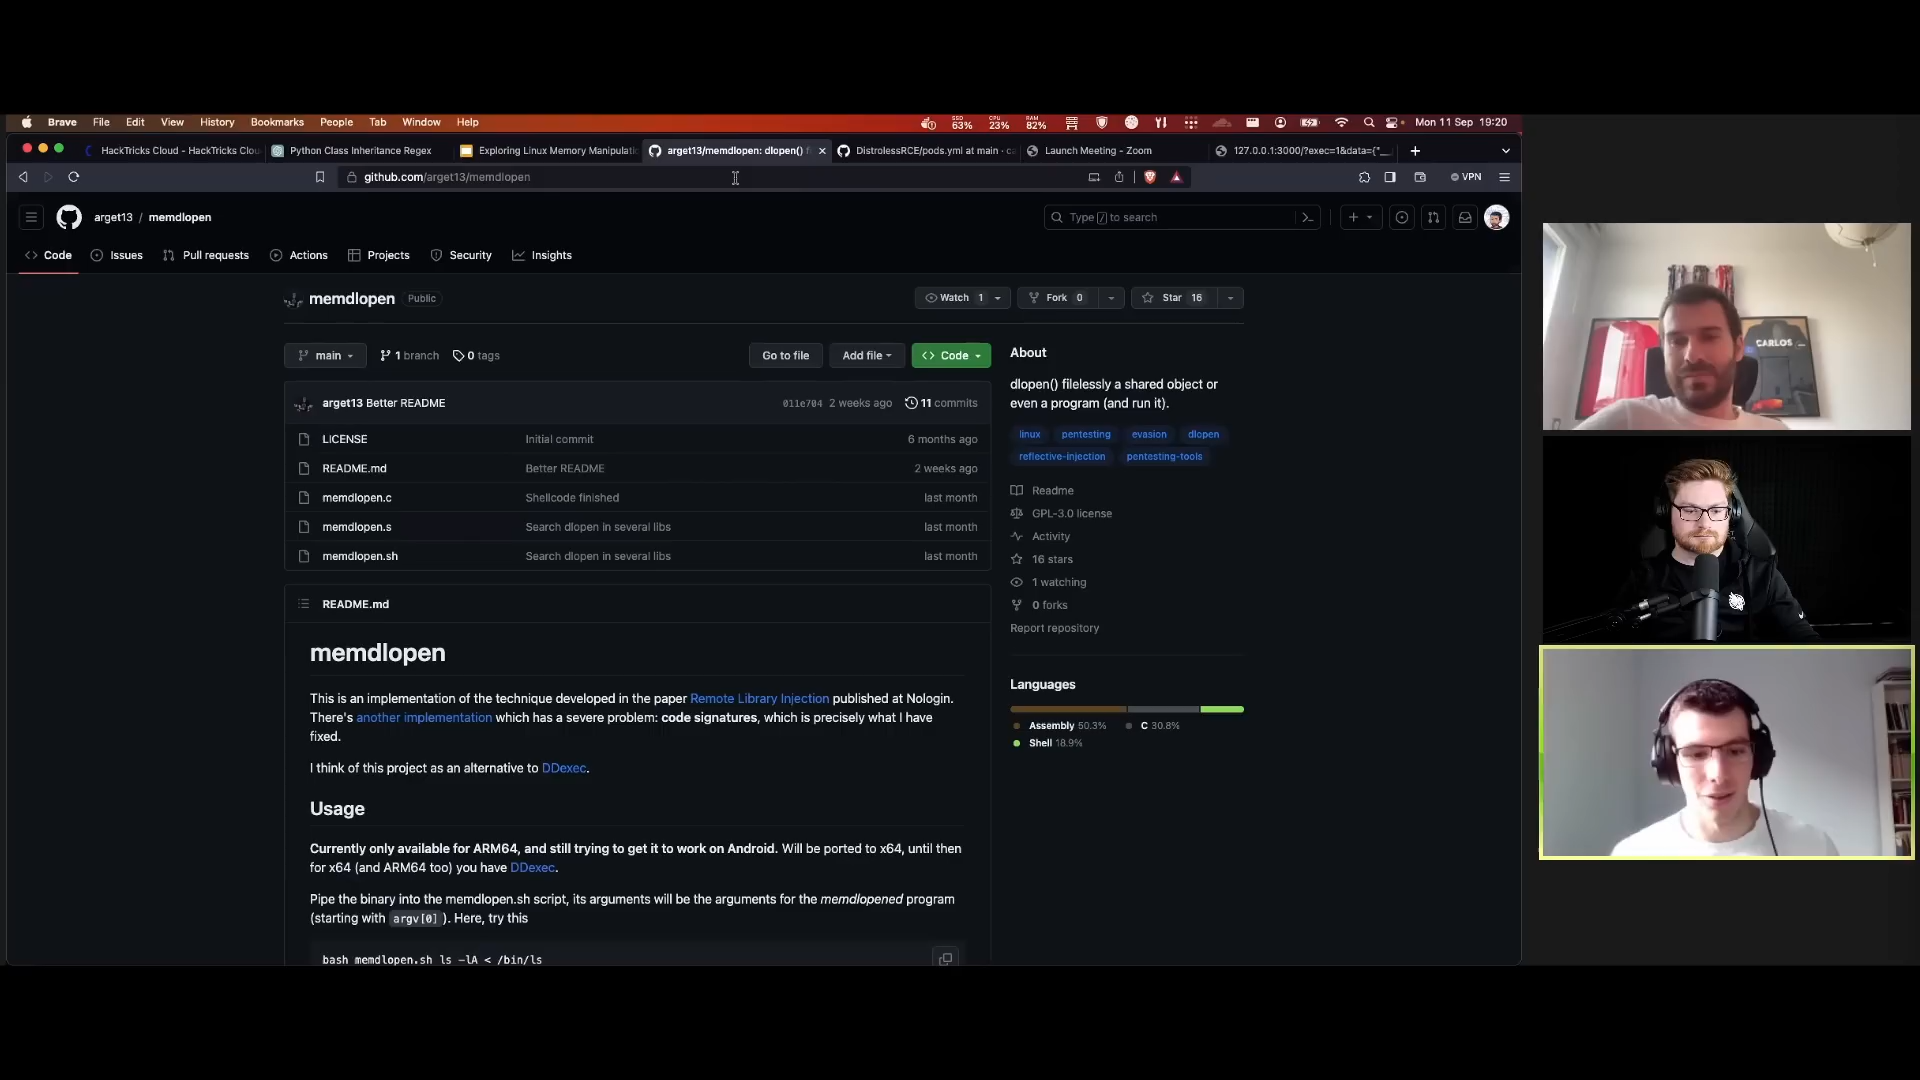 Brave File Edit View History Bookmarks People Tab Window Help SSD 63% CPU 23% RAM 82% Mon 11 Sep 19:20
HackTricks Cloud - HackTricks Clou Python Class Inheritance Regex Exploring Linux Memory Manipulati arget13/memdlopen: dlopen() f DistrolessRCE/pods.yml at main · c Launch Meeting - Zoom 127.0.0.1:3000/?exec=1&data={"__
github.com/arget13/memdlopen VPN
arget13 / memdlopen Type / to search
Code Issues Pull requests Actions Projects Security Insights
memdlopen Public Watch 1 Fork 0 Star 16
main 1 branch 0 tags Go to file Add file Code
arget13 Better README 011e704 2 weeks ago 11 commits
LICENSE Initial commit 6 months ago
README.md Better README 2 weeks ago
memdlopen.c Shellcode finished last month
memdlopen.s Search dlopen in several libs last month
memdlopen.sh Search dlopen in several libs last month
README.md
memdlopen
This is an implementation of the technique developed in the paper Remote Library Injection published at Nologin.
There's another implementation which has a severe problem: code signatures, which is precisely what I have
fixed.
I think of this project as an alternative to DDexec.
Usage
Currently only available for ARM64, and still trying to get it to work on Android. Will be ported to x64, until then
for x64 (and ARM64 too) you have DDexec.
Pipe the binary into the memdlopen.sh script, its arguments will be the arguments for the memdlopened program
(starting with argv[0] ). Here, try this
bash memdlopen.sh ls -lA < /bin/ls
About
dlopen() filelessly a shared object or
even a program (and run it).
linux pentesting evasion dlopen
reflective-injection pentesting-tools
Readme
GPL-3.0 license
Activity
16 stars
1 watching
0 forks
Report repository
Languages
Assembly 50.3% C 30.8%
Shell 18.9%
CARLOS